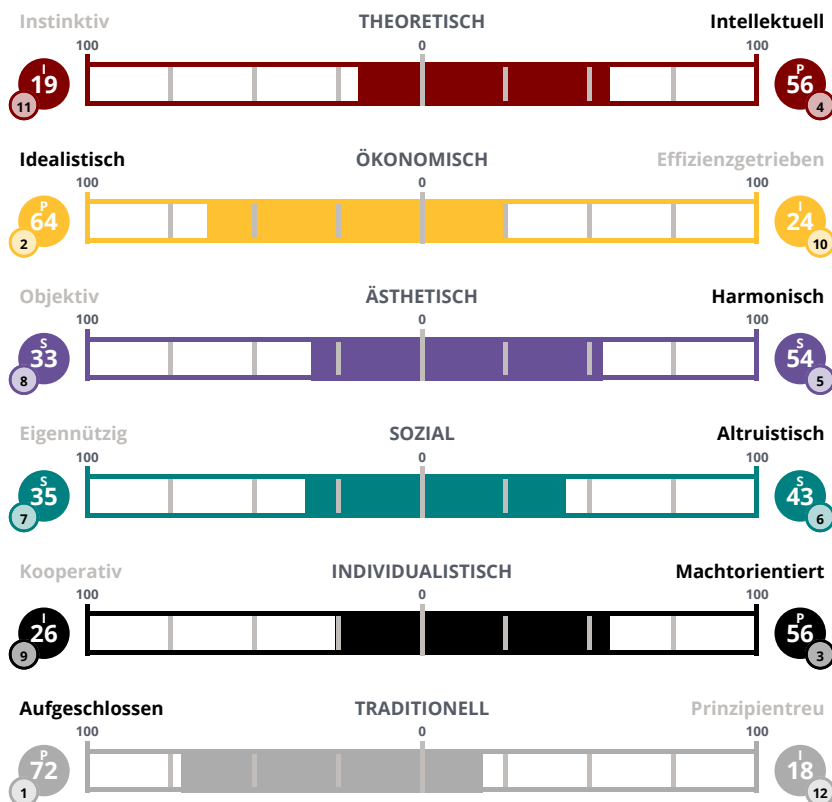 Instinktiv THEORETISCH Intellektuell
100 0 100
I 19 11 P 56 4
Idealistisch ÖKONOMISCH Effizienzgetrieben
100 0 100
P 64 2 I 24 10
Objektiv ÄSTHETISCH Harmonisch
100 0 100
S 33 8 S 54 5
Eigennützig SOZIAL Altruistisch
100 0 100
S 35 7 S 43 6
Kooperativ INDIVIDUALISTISCH Machtorientiert
100 0 100
I 26 9 P 56 3
Aufgeschlossen TRADITIONELL Prinzipientreu
100 0 100
P 72 1 I 18 12